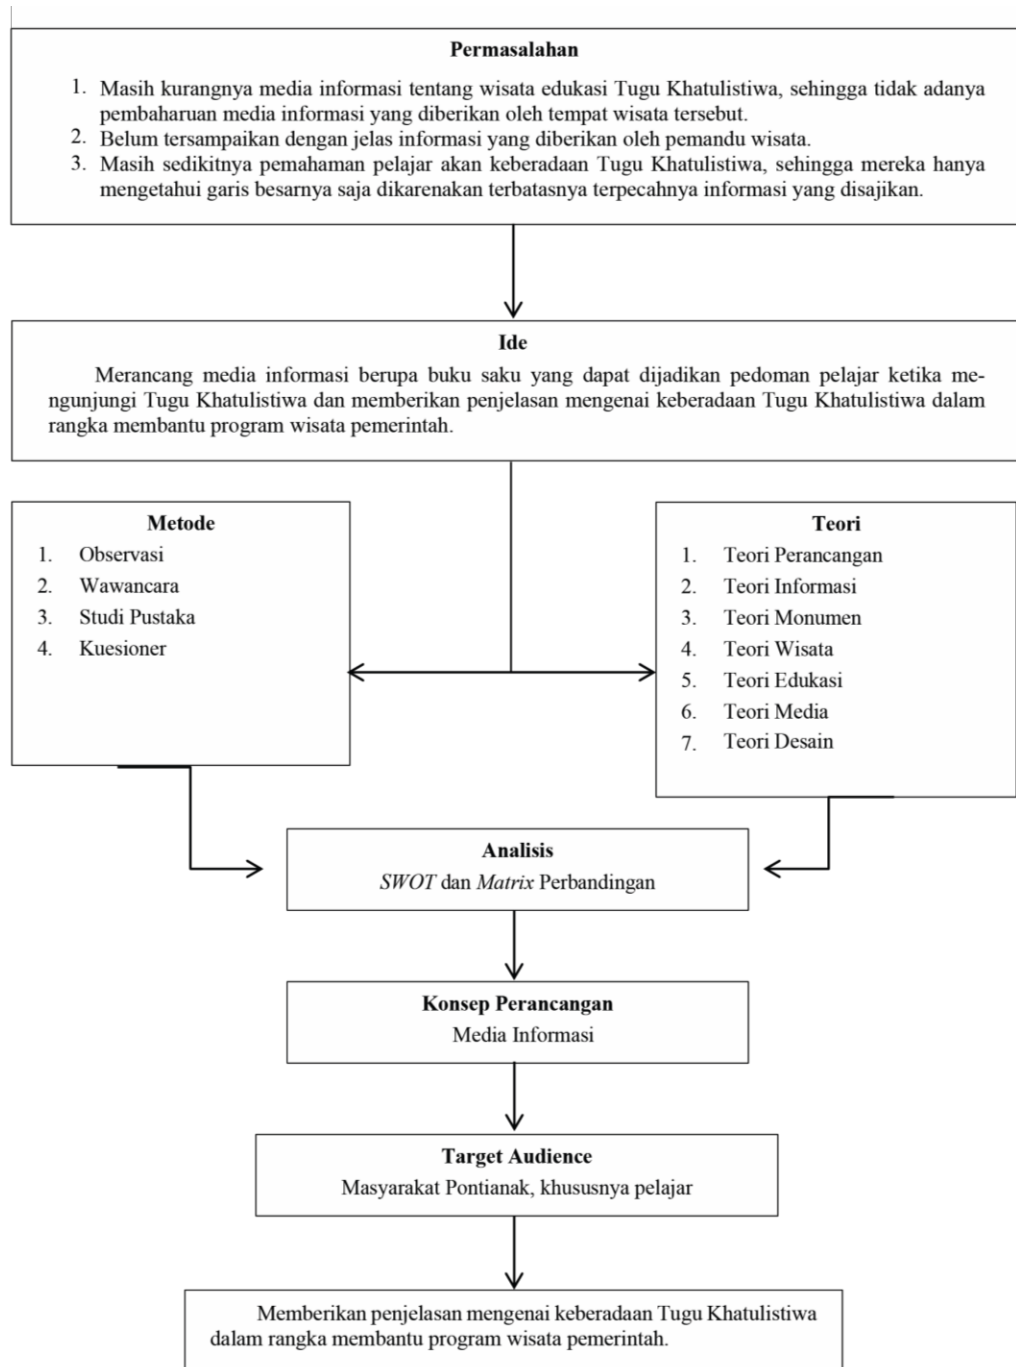 Permasalahan
1. Masih kurangnya media informasi tentang wisata edukasi Tugu Khatulistiwa, sehingga tidak adanya
pembaharuan media informasi yang diberikan oleh tempat wisata tersebut.
2. Belum tersampaikan dengan jelas informasi yang diberikan oleh pemandu wisata.
3. Masih sedikitnya pemahaman pelajar akan keberadaan Tugu Khatulistiwa, sehingga mereka hanya
mengetahui garis besarnya saja dikarenakan terbatasnya terpecahnya informasi yang disajikan.
Ide
Merancang media informasi berupa buku saku yang dapat dijadikan pedoman pelajar ketika me-
ngunjungi Tugu Khatulistiwa dan memberikan penjelasan mengenai keberadaan Tugu Khatulistiwa dalam
rangka membantu program wisata pemerintah.
Metode
1. Observasi
2. Wawancara
3. Studi Pustaka
4. Kuesioner
Teori
1. Teori Perancangan
2. Teori Informasi
3. Teori Monumen
4. Teori Wisata
5. Teori Edukasi
6. Teori Media
7. Teori Desain
Analisis
SWOT dan Matrix Perbandingan
Konsep Perancangan
Media Informasi
Target Audience
Masyarakat Pontianak, khususnya pelajar
Memberikan penjelasan mengenai keberadaan Tugu Khatulistiwa
dalam rangka membantu program wisata pemerintah.